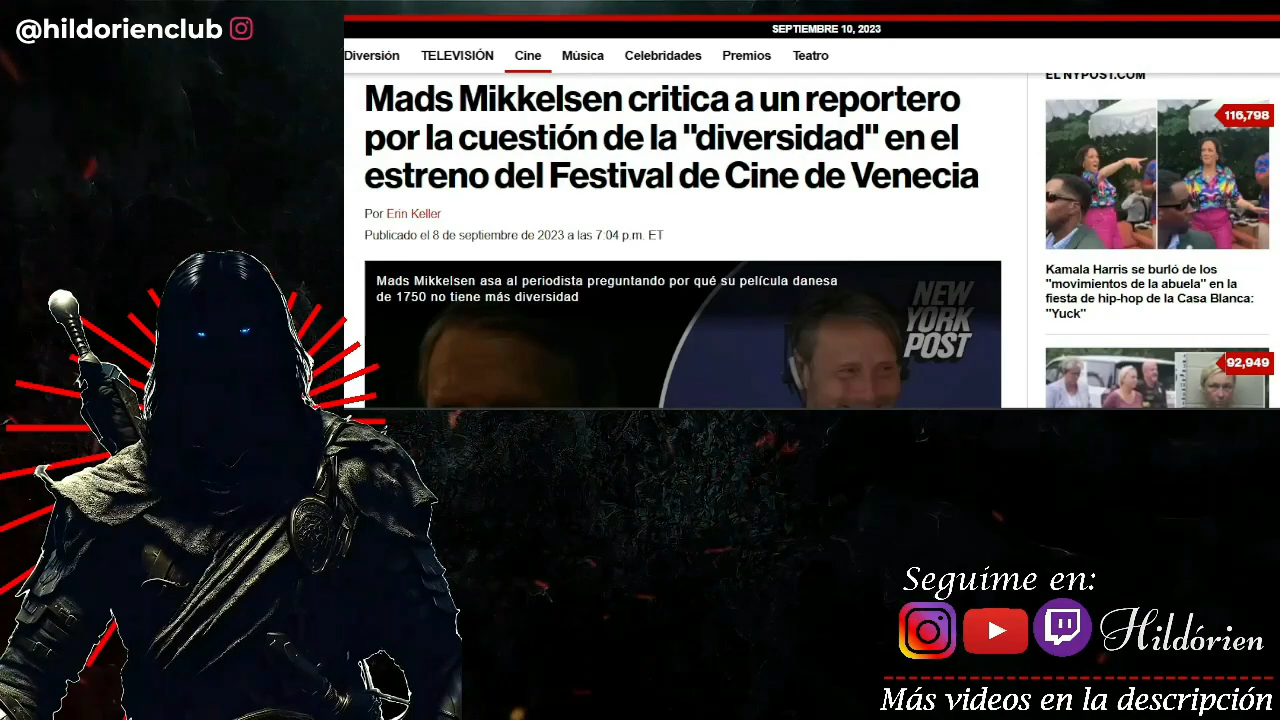 @hildorienclub
SEPTIEMBRE 10, 2023
Diversión TELEVISIÓN Cine Música Celebridades Premios Teatro
Mads Mikkelsen critica a un reportero
por la cuestión de la "diversidad" en el
estreno del Festival de Cine de Venecia
Por Erin Keller
Publicado el 8 de septiembre de 2023 a las 7:04 p.m. ET
Mads Mikkelsen asa al periodista preguntando por qué su película danesa
de 1750 no tiene más diversidad
NEW
YORK
POST
EL NYPOST.COM
116,798
Kamala Harris se burló de los
"movimientos de la abuela" en la
fiesta de hip-hop de la Casa Blanca:
"Yuck"
92,949
Seguime en:
Hildórien
Más videos en la descripción